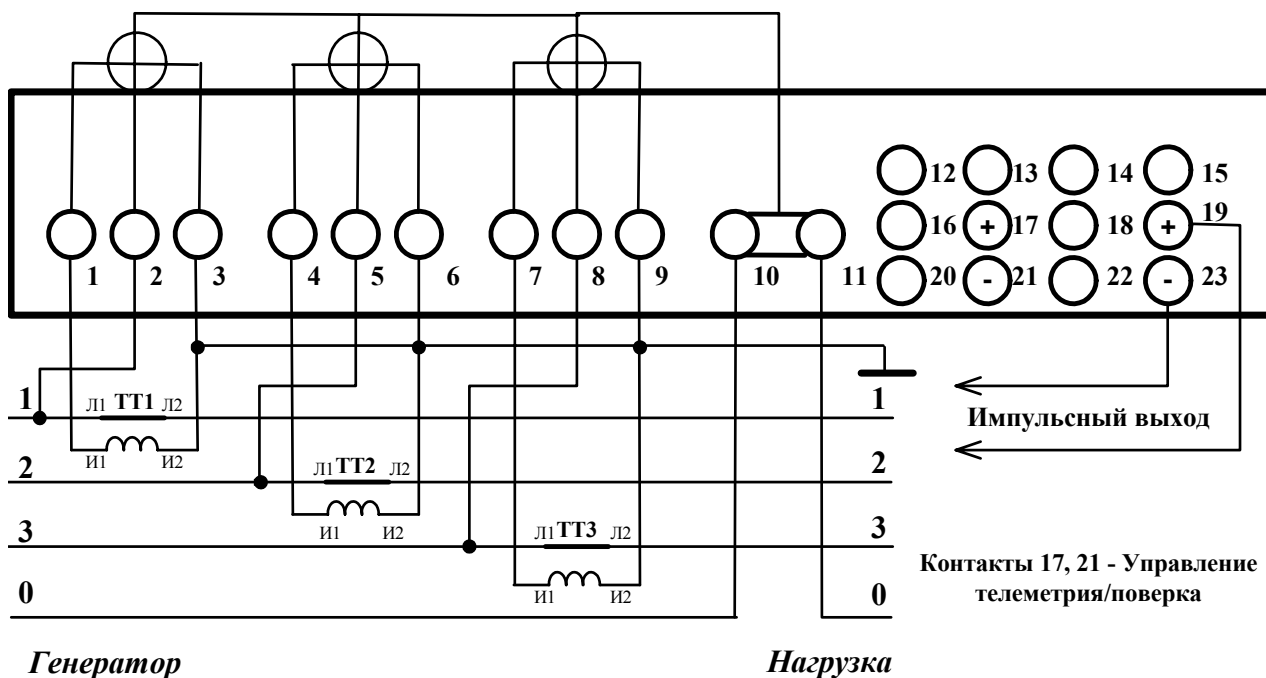 12 13 14 15
16 + 17 18 + 19
1 2 3 4 5 6 7 8 9 10 11 20 - 21 22 - 23
1 Л1 ТТ1 Л2 1
Импульсный выход
И1 И2
2 Л1 ТТ2 Л2 2
И1 И2
3 Л1 ТТ3 Л2 3
Контакты 17, 21 - Управление
телеметрия/поверка
И1 И2
0 0
Генератор Нагрузка